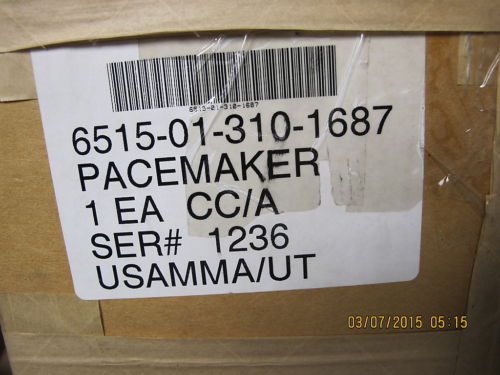 6515-01-310-1687
6515-01-310-1687
PACEMAKER
1 EA CC/A
SER# 1236
USAMMA/UT
03/07/2015 05:15